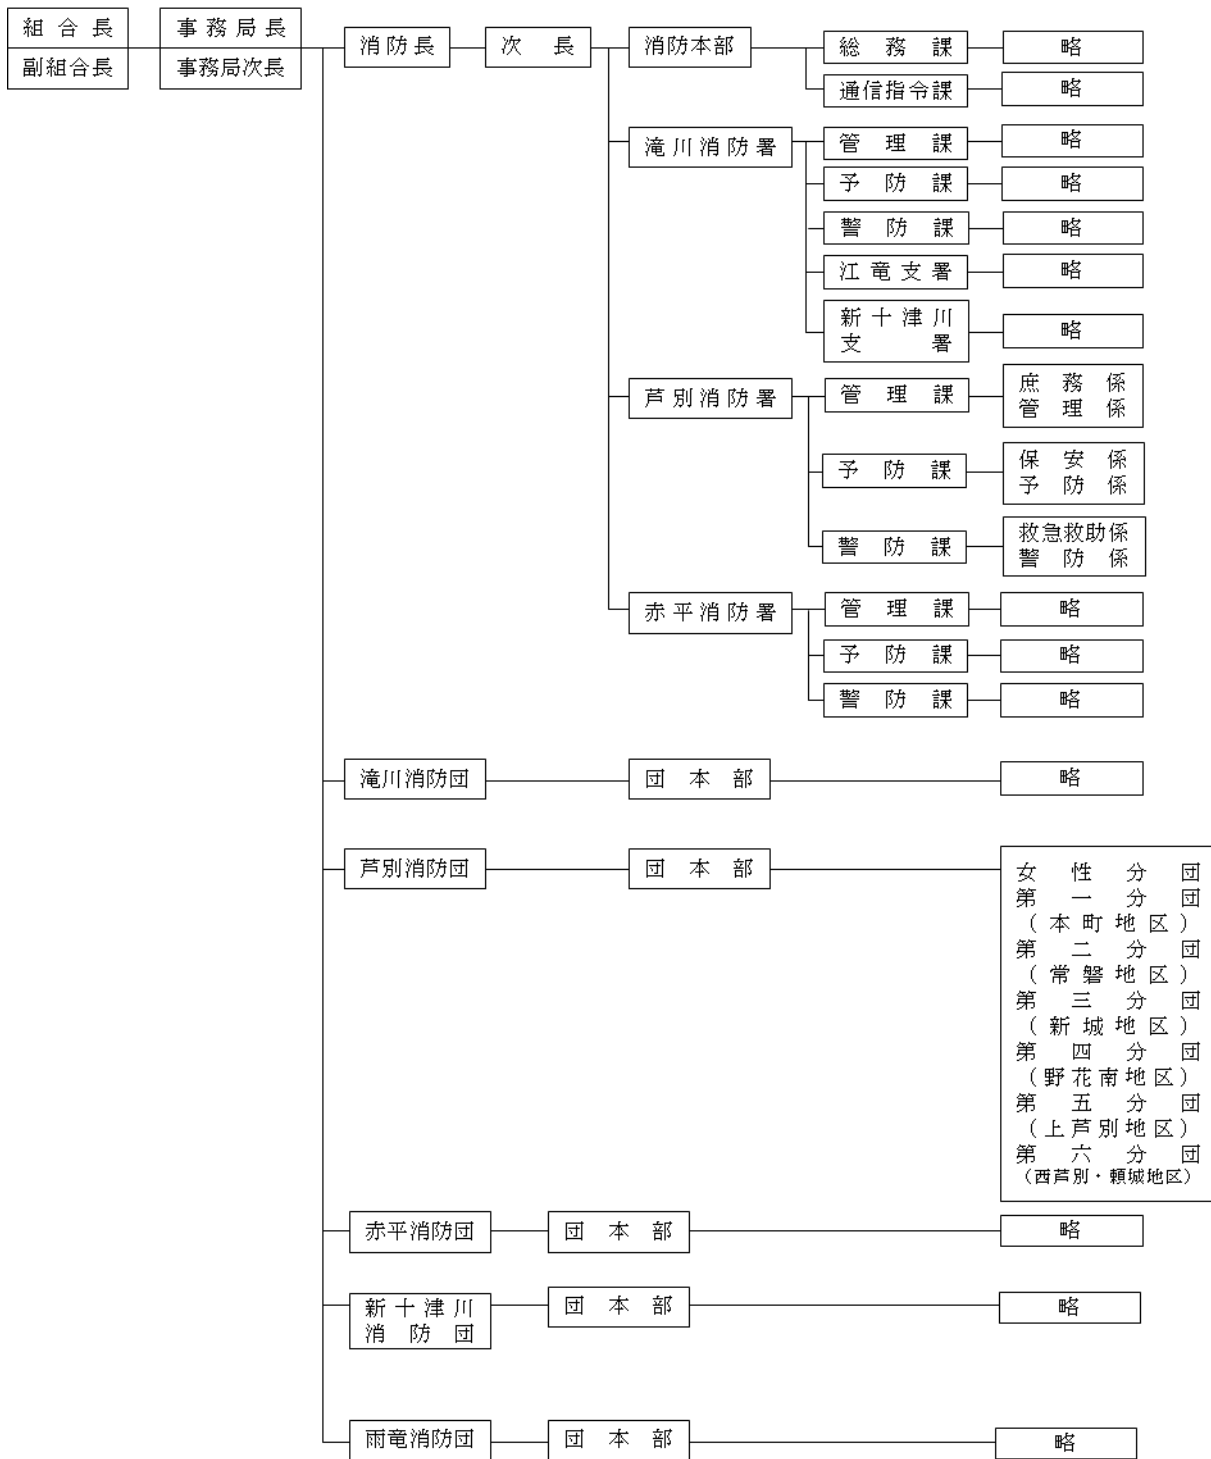 組合長
副組合長
事務局長
事務局次長
消防長
次長
消防本部
総務課
略
通信指令課
略
滝川消防署
管理課
略
予防課
略
警防課
略
江竜支署
略
新十津川
支署
略
芦別消防署
管理課
庶務係
管理係
予防課
保安係
予防係
警防課
救急救助係
警防係
赤平消防署
管理課
略
予防課
略
警防課
略
滝川消防団
団本部
略
芦別消防団
団本部
女性分団
第一分団
(本町地区)
第二分団
(常磐地区)
第三分団
(新城地区)
第四分団
(野花南地区)
第五分団
(上芦別地区)
第六分団
(西芦別・頼城地区)
赤平消防団
団本部
略
新十津川
消防団
団本部
略
雨竜消防団
団本部
略